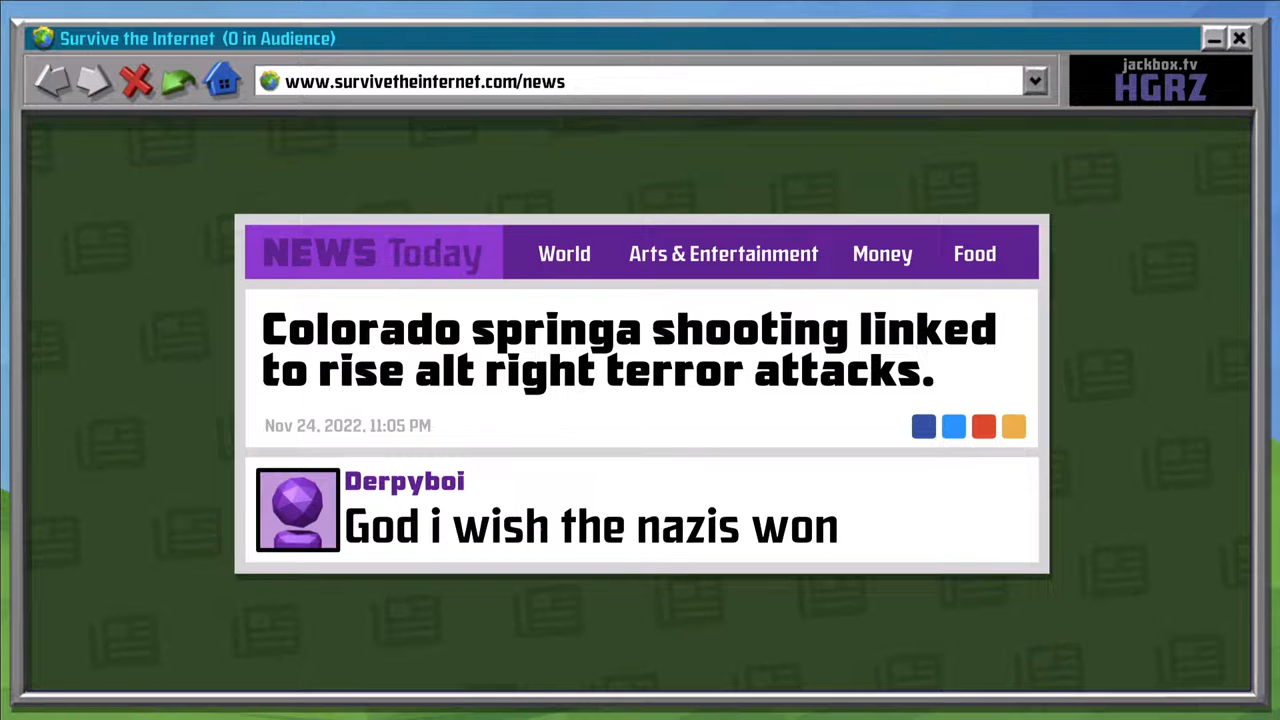 Survive the Internet (0 in Audience)
www.survivetheinternet.com/news
jackbox.tv
HGRZ
NEWS Today World Arts & Entertainment Money Food
Colorado springa shooting linked
to rise alt right terror attacks.
Nov 24, 2022, 11:05 PM
Derpyboi
God i wish the nazis won